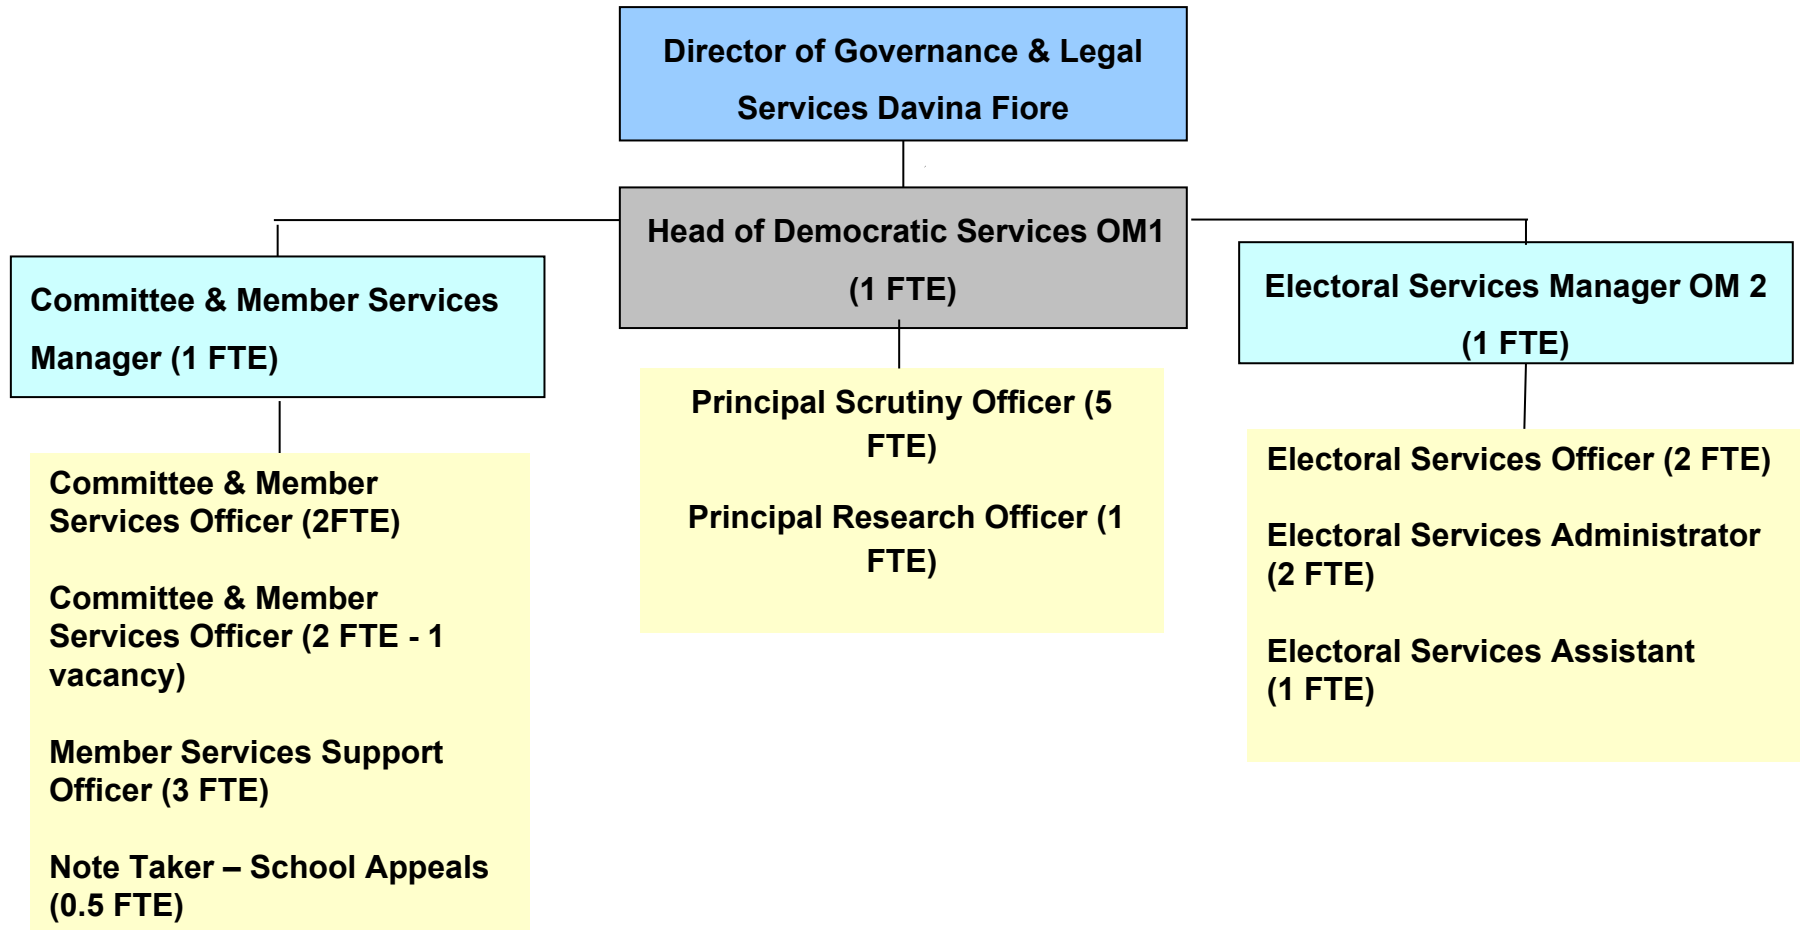 Director of Governance & Legal
Services Davina Fiore
Head of Democratic Services OM1
(1 FTE)
Committee & Member Services
Manager (1 FTE)
Electoral Services Manager OM 2
(1 FTE)
Committee & Member
Services Officer (2FTE)
Committee & Member
Services Officer (2 FTE - 1
vacancy)
Member Services Support
Officer (3 FTE)
Note Taker – School Appeals
(0.5 FTE)
Principal Scrutiny Officer (5
FTE)
Principal Research Officer (1
FTE)
Electoral Services Officer (2 FTE)
Electoral Services Administrator
(2 FTE)
Electoral Services Assistant
(1 FTE)